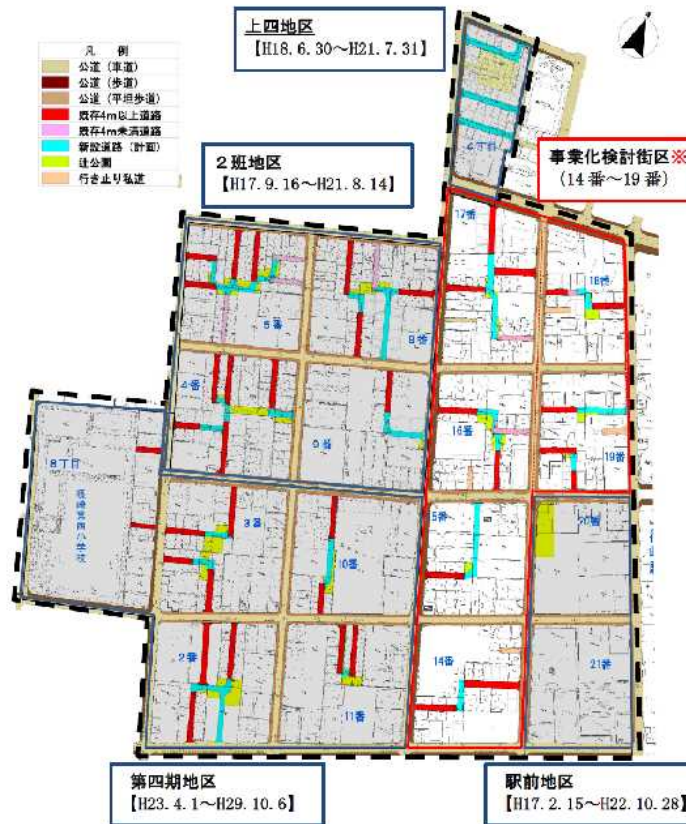 上四地区
【H18.6.30～H21.7.31】
凡 例
公道（車道）
公道（歩道）
公道（平坦歩道）
既存4m以上道路
既存4m未満道路
新設道路（計画）
辻公園
行き止り私道
2班地区
【H17.9.16～H21.8.14】
事業化検討街区※
（14番～19番）
17番
18番
6番
8番
4番
9番
16番
19番
8丁目
3番
10番
20番
2番
11番
14番
21番
第四期地区
【H23.4.1～H29.10.6】
駅前地区
【H17.2.15～H22.10.28】